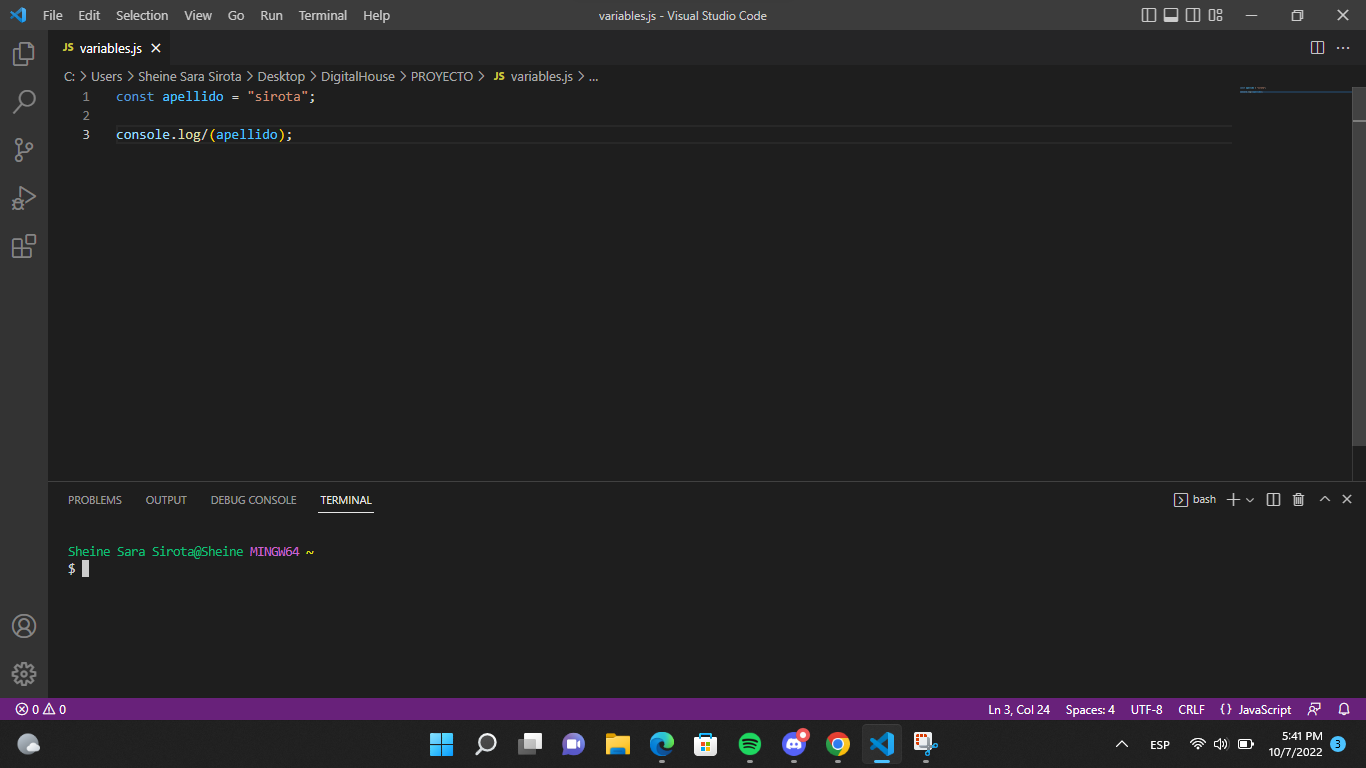 File Edit Selection View Go Run Terminal Help variables.js - Visual Studio Code
JS variables.js
C: > Users > Sheine Sara Sirota > Desktop > DigitalHouse > PROYECTO > JS variables.js > ...
1 const apellido = "sirota";
2
3 console.log/(apellido);
PROBLEMS OUTPUT DEBUG CONSOLE TERMINAL bash
Sheine Sara Sirota@Sheine MINGW64 ~
$
0 0 Ln 3, Col 24 Spaces: 4 UTF-8 CRLF {} JavaScript
ESP 5:41 PM
10/7/2022 3